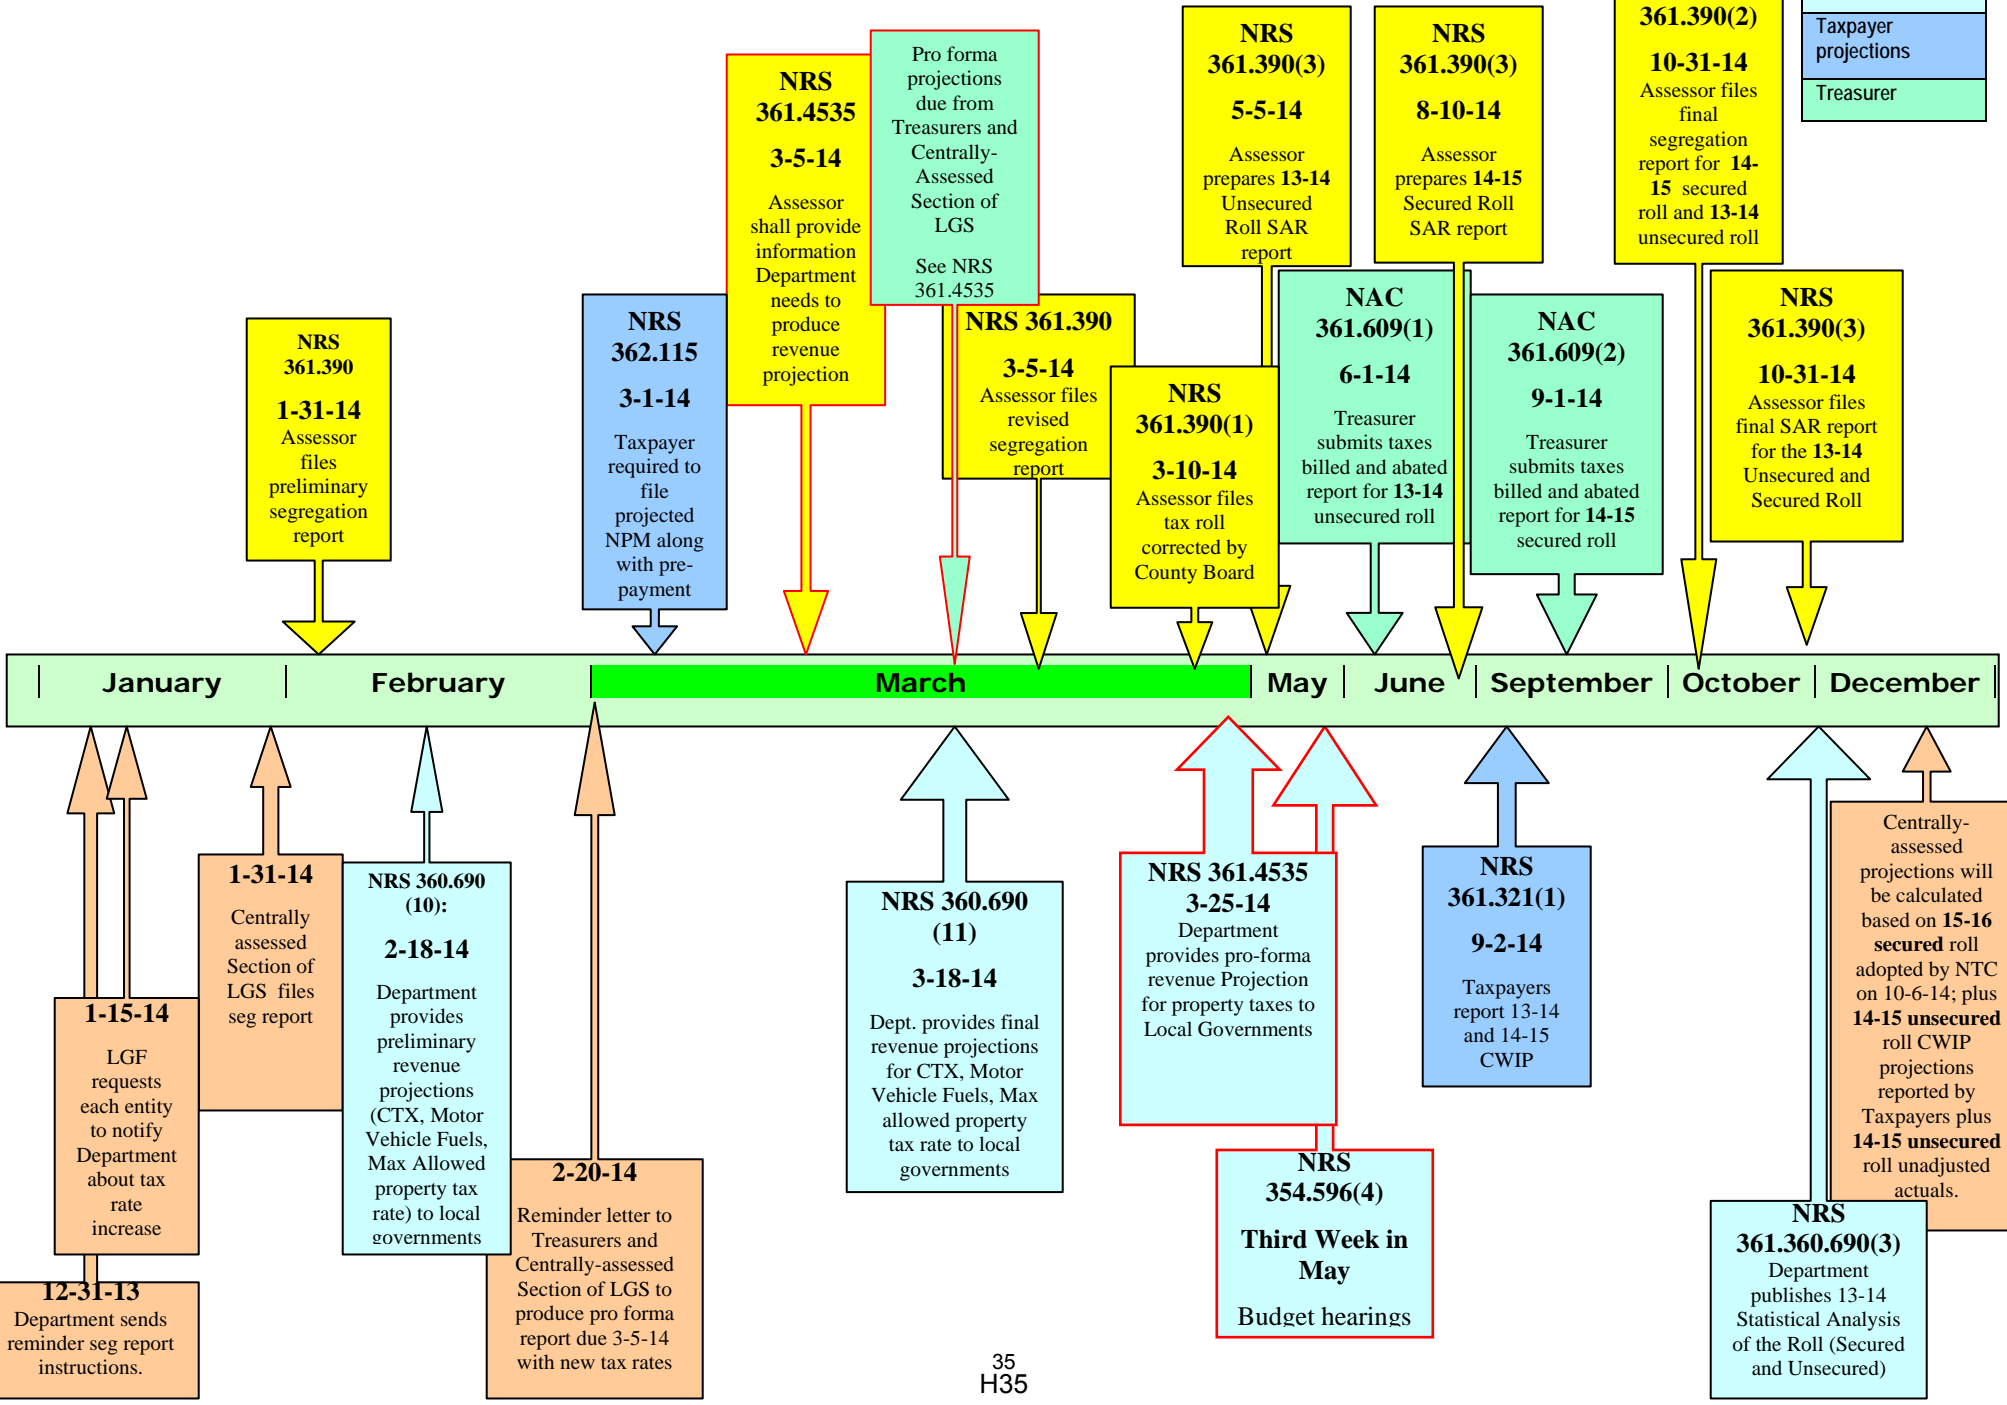 361.390(2)
10-31-14
Assessor files
final
segregation
report for 14-
15 secured
roll and 13-14
unsecured roll
Taxpayer
projections
Treasurer
NRS
361.390(3)
5-5-14
Assessor
prepares 13-14
Unsecured
Roll SAR
report
NRS
361.390(3)
8-10-14
Assessor
prepares 14-15
Secured Roll
SAR report
Pro forma
projections
due from
Treasurers and
Centrally-
Assessed
Section of
LGS
See NRS
361.4535
NRS
361.4535
3-5-14
Assessor
shall provide
information
Department
needs to
produce
revenue
projection
NRS
361.390
1-31-14
Assessor
files
preliminary
segregation
report
NRS
362.115
3-1-14
Taxpayer
required to
file
projected
NPM along
with pre-
payment
NRS 361.390
3-5-14
Assessor files
revised
segregation
report
NRS
361.390(1)
3-10-14
Assessor files
tax roll
corrected by
County Board
NAC
361.609(1)
6-1-14
Treasurer
submits taxes
billed and abated
report for 13-14
unsecured roll
NAC
361.609(2)
9-1-14
Treasurer
submits taxes
billed and abated
report for 14-15
secured roll
NRS
361.390(3)
10-31-14
Assessor files
final SAR report
for the 13-14
Unsecured and
Secured Roll
January February March May June September October December
12-31-13
Department sends
reminder seg report
instructions.
1-15-14
LGF
requests
each entity
to notify
Department
about tax
rate
increase
1-31-14
Centrally
assessed
Section of
LGS files
seg report
NRS 360.690
(10):
2-18-14
Department
provides
preliminary
revenue
projections
(CTX, Motor
Vehicle Fuels,
Max Allowed
property tax
rate) to local
governments
2-20-14
Reminder letter to
Treasurers and
Centrally-assessed
Section of LGS to
produce pro forma
report due 3-5-14
with new tax rates
NRS 360.690
(11)
3-18-14
Dept. provides final
revenue projections
for CTX, Motor
Vehicle Fuels, Max
allowed property
tax rate to local
governments
NRS 361.4535
3-25-14
Department
provides pro-forma
revenue Projection
for property taxes to
Local Governments
NRS
354.596(4)
Third Week in
May
Budget hearings
NRS
361.321(1)
9-2-14
Taxpayers
report 13-14
and 14-15
CWIP
Centrally-
assessed
projections will
be calculated
based on 15-16
secured roll
adopted by NTC
on 10-6-14; plus
14-15 unsecured
roll CWIP
projections
reported by
Taxpayers plus
14-15 unsecured
roll unadjusted
actuals.
NRS
361.360.690(3)
Department
publishes 13-14
Statistical Analysis
of the Roll (Secured
and Unsecured)
35
H35